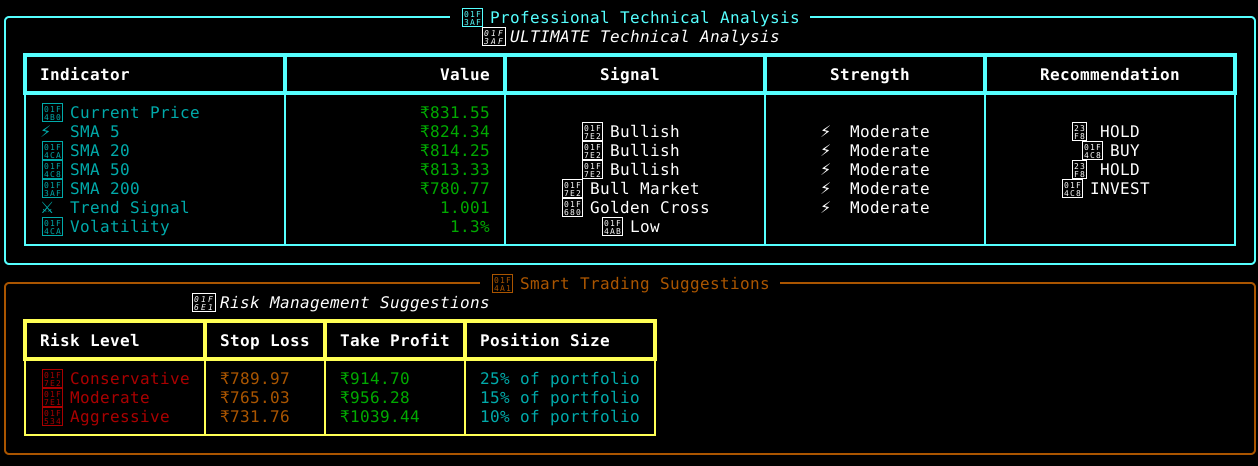 Professional Technical Analysis
ULTIMATE Technical Analysis
Indicator Value Signal Strength Recommendation
Current Price ₹831.55
⚡ SMA 5 ₹824.34 Bullish ⚡ Moderate HOLD
SMA 20 ₹814.25 Bullish ⚡ Moderate BUY
SMA 50 ₹813.33 Bullish ⚡ Moderate HOLD
SMA 200 ₹780.77 Bull Market ⚡ Moderate INVEST
⚔ Trend Signal 1.001 Golden Cross ⚡ Moderate
Volatility 1.3% Low
Smart Trading Suggestions
Risk Management Suggestions
Risk Level Stop Loss Take Profit Position Size
Conservative ₹789.97 ₹914.70 25% of portfolio
Moderate ₹765.03 ₹956.28 15% of portfolio
Aggressive ₹731.76 ₹1039.44 10% of portfolio